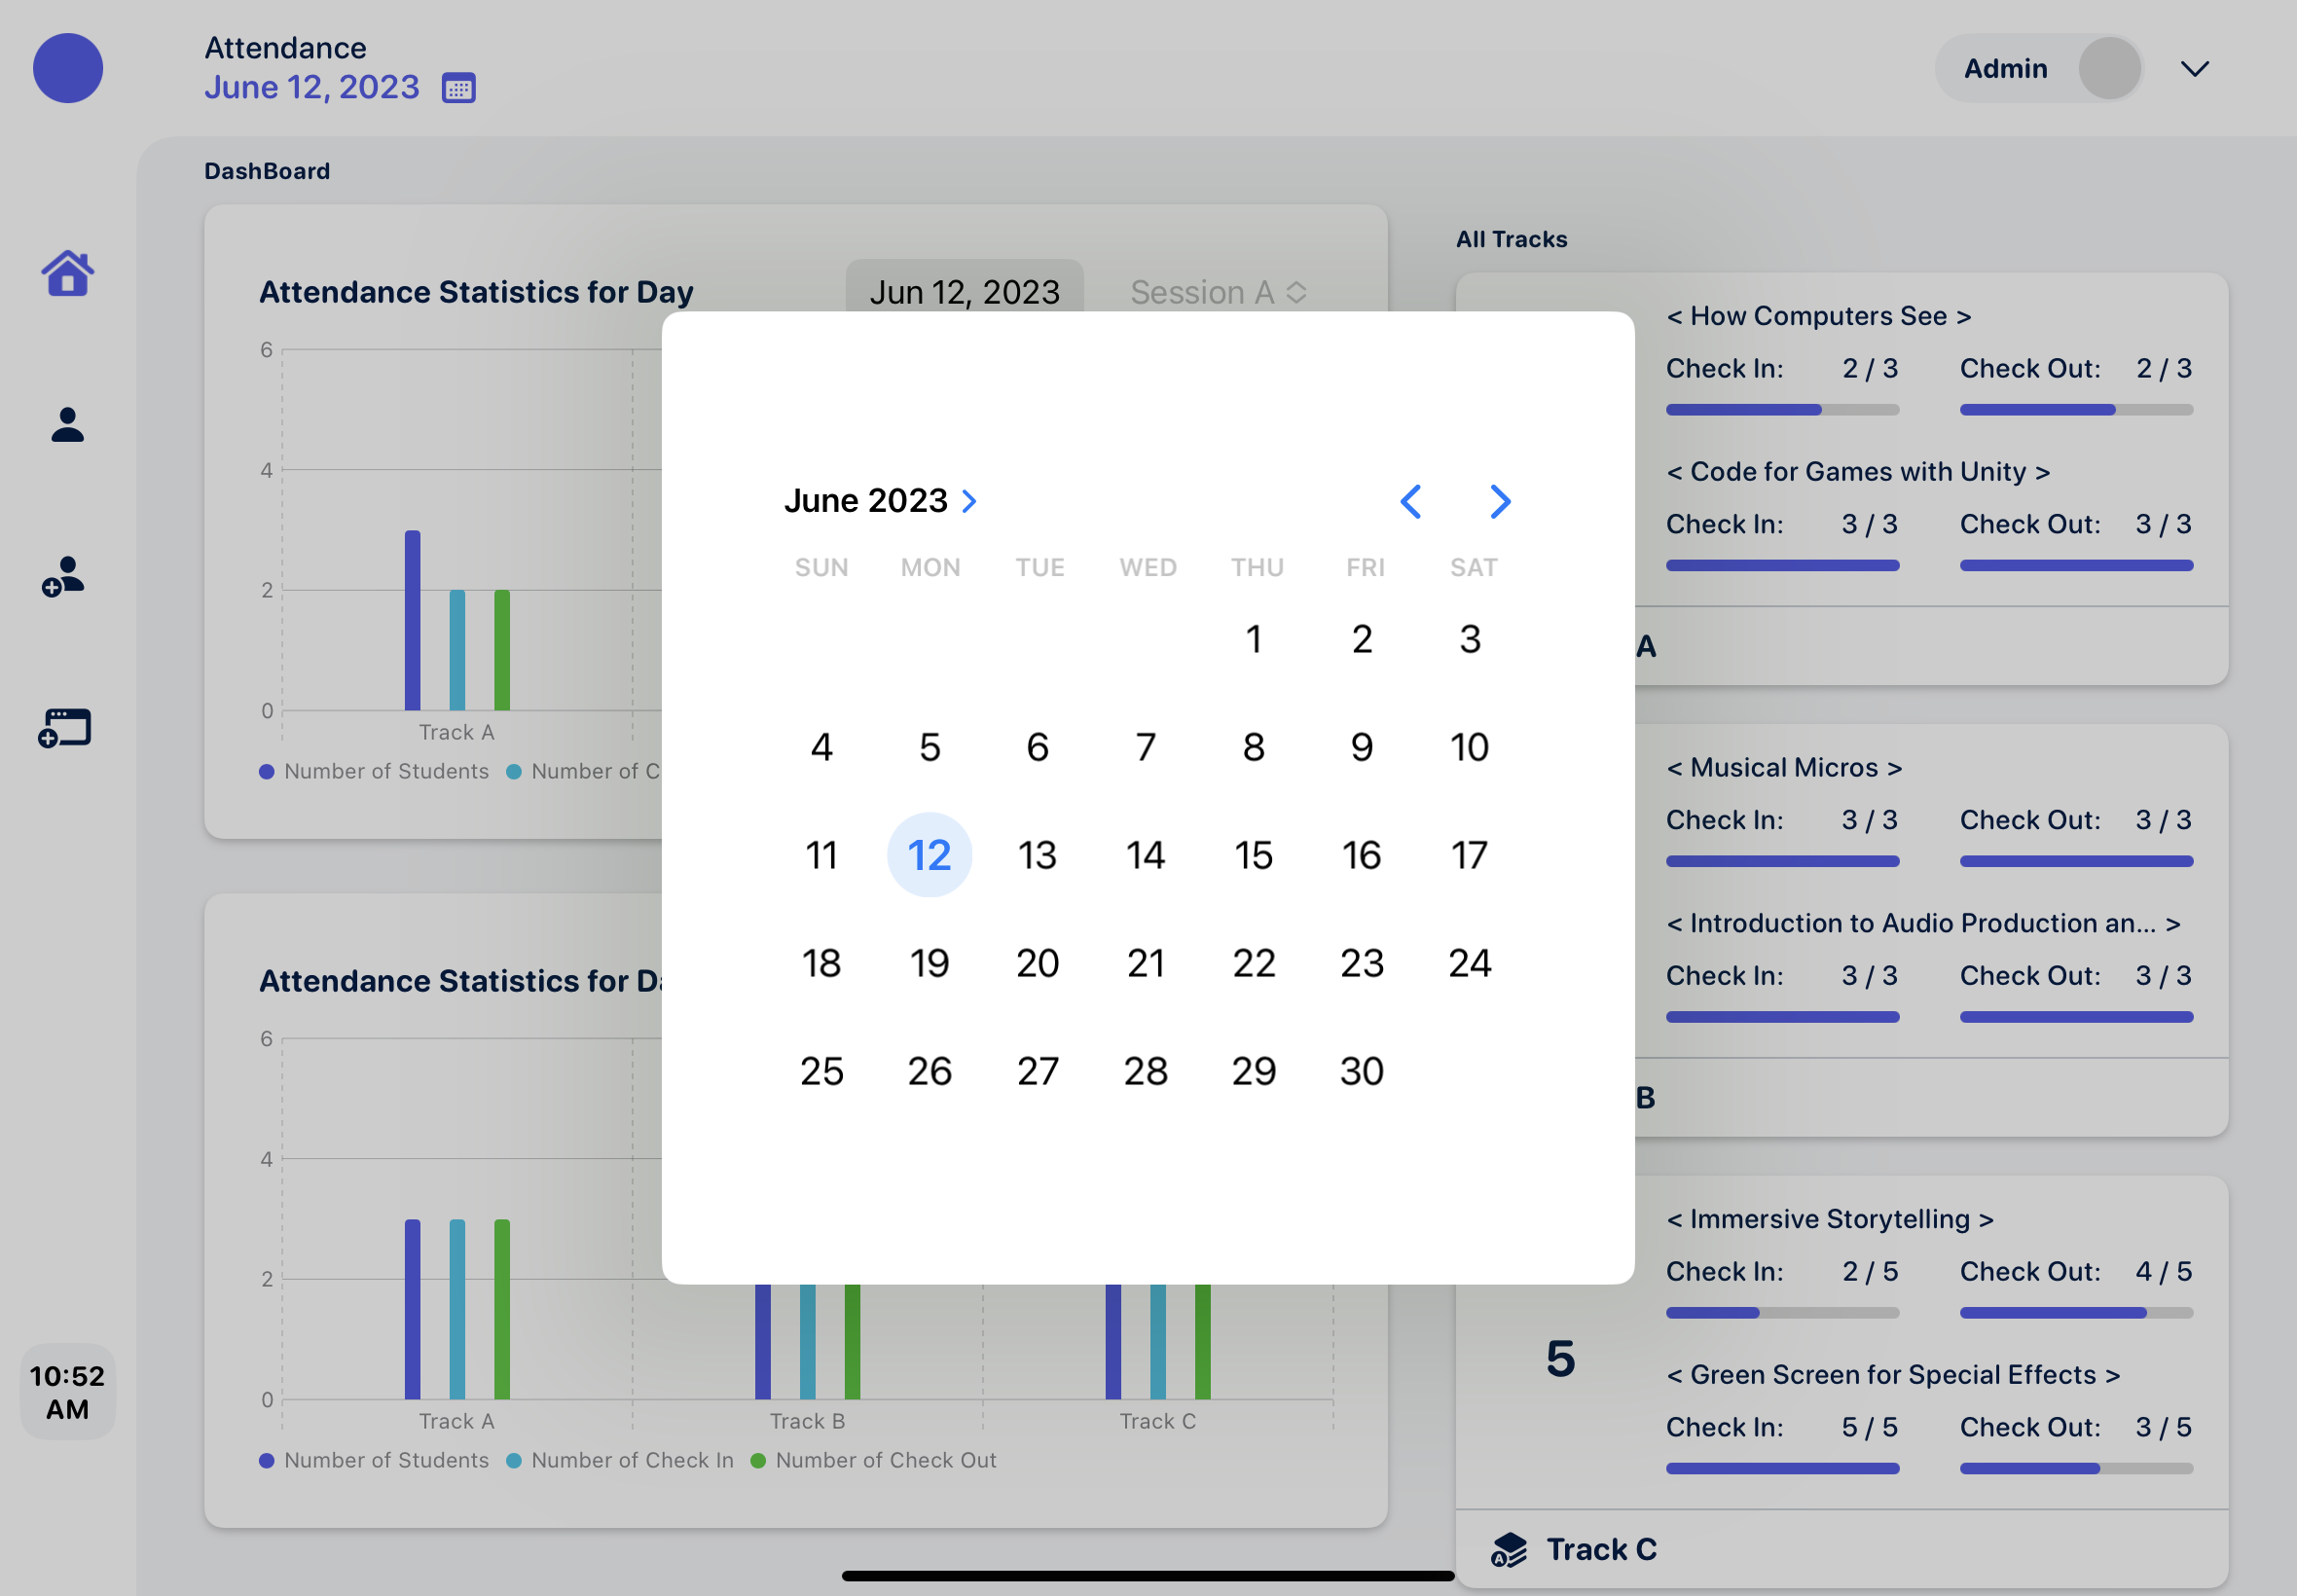 Attendance
June 12, 2023
Admin
DashBoard
Attendance Statistics for Day
Jun 12, 2023
Session A
6
4
2
0
Track A
Number of Students
Number of C
Attendance Statistics for Da
6
4
2
0
Track A
Track B
Track C
Number of Students
Number of Check In
Number of Check Out
10:52
AM
June 2023 >
SUN MON TUE WED THU FRI SAT
1 2 3
4 5 6 7 8 9 10
11 12 13 14 15 16 17
18 19 20 21 22 23 24
25 26 27 28 29 30
All Tracks
< How Computers See >
Check In: 2 / 3 Check Out: 2 / 3
< Code for Games with Unity >
Check In: 3 / 3 Check Out: 3 / 3
A
< Musical Micros >
Check In: 3 / 3 Check Out: 3 / 3
< Introduction to Audio Production an... >
Check In: 3 / 3 Check Out: 3 / 3
B
< Immersive Storytelling >
Check In: 2 / 5 Check Out: 4 / 5
5
< Green Screen for Special Effects >
Check In: 5 / 5 Check Out: 3 / 5
A
Track C